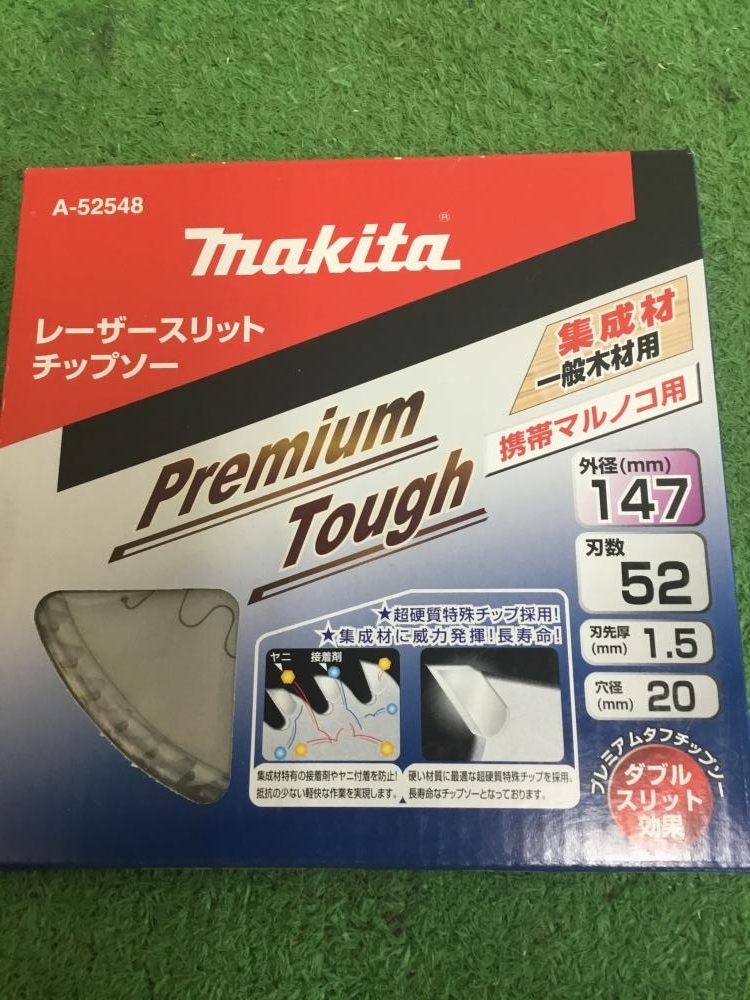 A-52548
makita®
レーザースリット
チップソー
集成材
一般木材用
携帯マルノコ用
Premium
Tough
外径(mm)
147
刃数
52
刃先厚
(mm)
1.5
穴径
(mm)
20
★超硬質特殊チップ採用!
★集成材に威力発揮!長寿命!
ヤニ 接着剤
集成材特有の接着剤やヤニ付着を防止!
抵抗の少ない軽快な作業を実現します。
硬い材質に最適な超硬質特殊チップを採用。
長寿命なチップソーとなっております。
プレミアムタフチップソー
ダブル
スリット
効果